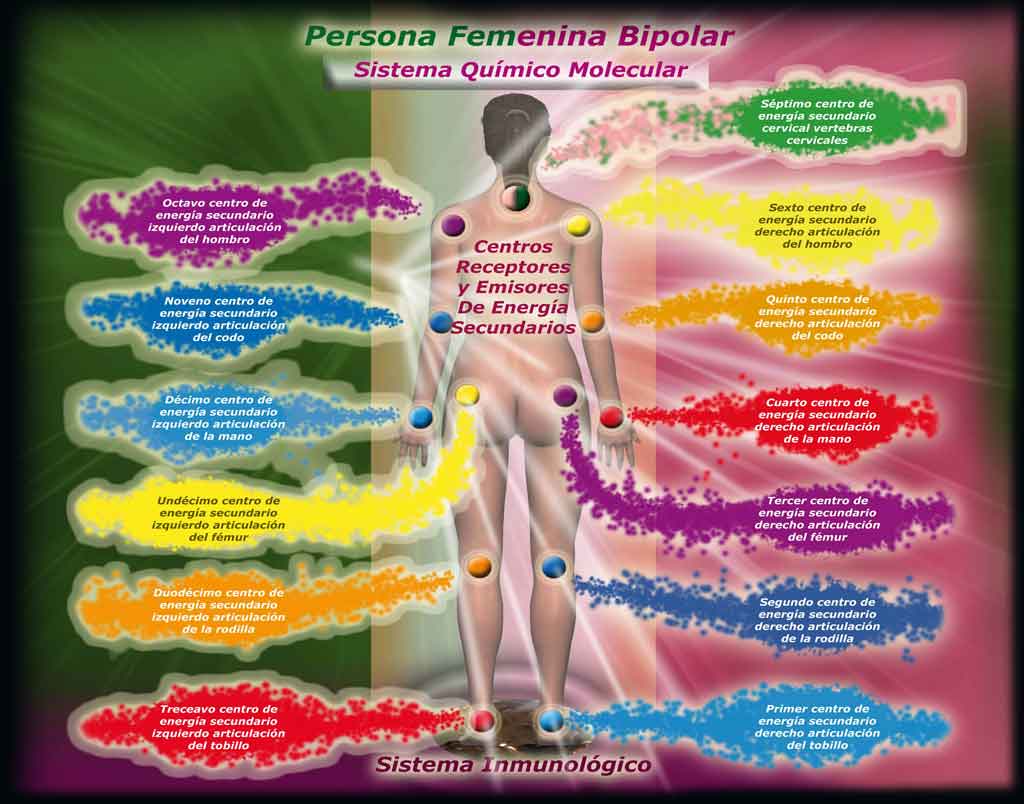 Persona Femenina Bipolar
Sistema Químico Molecular
Séptimo centro de
energía secundario
cervical vertebras
cervicales
Octavo centro de
energía secundario
izquierdo articulación
del hombro
Sexto centro de
energía secundario
derecho articulación
del hombro
Centros
Receptores
y Emisores
De Energía
Secundarios
Noveno centro de
energía secundario
izquierdo articulación
del codo
Quinto centro de
energía secundario
derecho articulación
del codo
Décimo centro de
energía secundario
izquierdo articulación
de la mano
Cuarto centro de
energía secundario
derecho articulación
de la mano
Undécimo centro de
energía secundario
izquierdo articulación
del fémur
Tercer centro de
energía secundario
derecho articulación
del fémur
Duodécimo centro de
energía secundario
izquierdo articulación
de la rodilla
Segundo centro de
energía secundario
derecho articulación
de la rodilla
Treceavo centro de
energía secundario
izquierdo articulación
del tobillo
Primer centro de
energía secundario
derecho articulación
del tobillo
Sistema Inmunológico